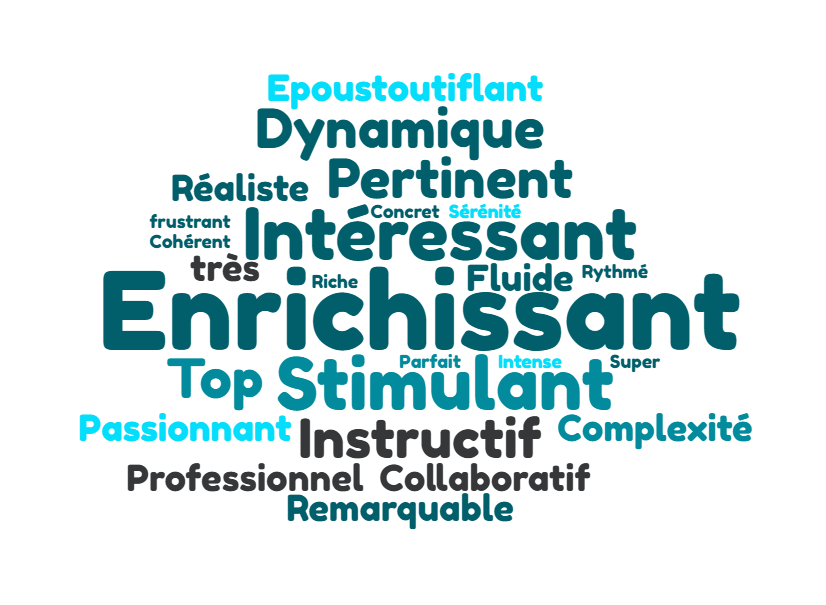 Epoustoutiflant
Dynamique
Réaliste Pertinent
Concret Sérénité
frustrant
Intéressant
Cohérent
très Riche Fluide Rythmé
Enrichissant
Parfait Intense Super
Top Stimulant
Passionnant Instructif Complexité
Professionnel Collaboratif
Remarquable